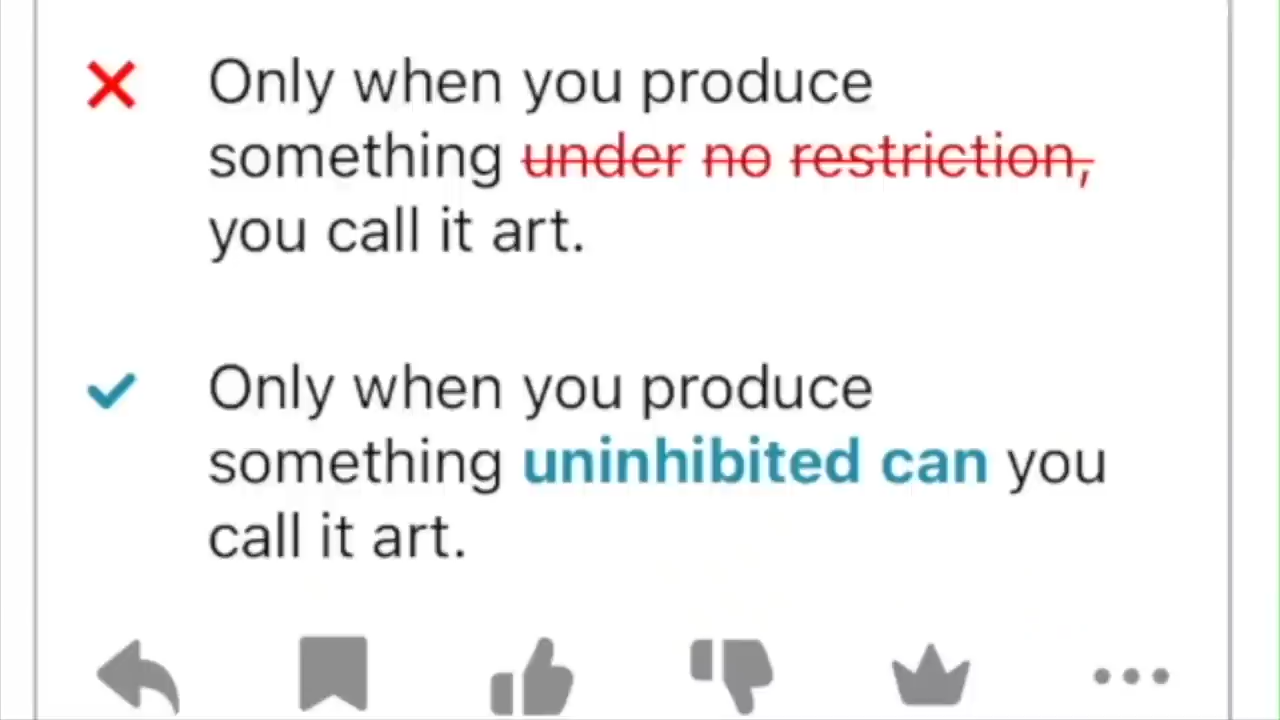 Only when you produce
something under no restriction,
you call it art.
Only when you produce
something uninhibited can you
call it art.